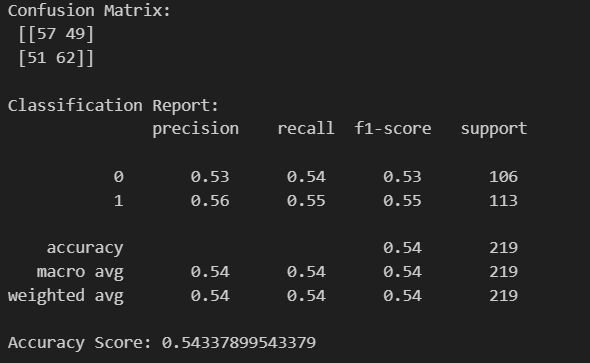 Confusion Matrix:
[[57 49]
[51 62]]
Classification Report:
precision recall f1-score support
0 0.53 0.54 0.53 106
1 0.56 0.55 0.55 113
accuracy 0.54 219
macro avg 0.54 0.54 0.54 219
weighted avg 0.54 0.54 0.54 219
Accuracy Score: 0.54337899543379